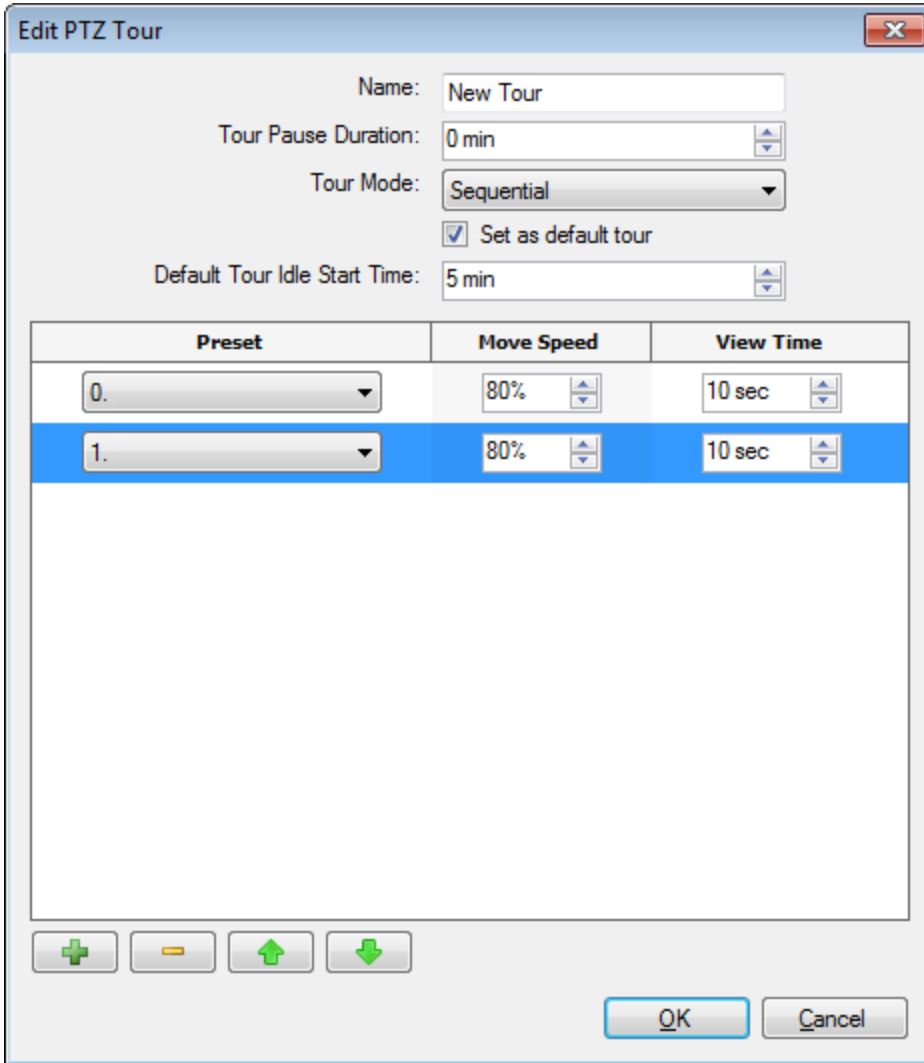 Edit PTZ Tour
Name: New Tour
Tour Pause Duration: 0 min
Tour Mode: Sequential
Set as default tour
Default Tour Idle Start Time: 5 min
Preset Move Speed View Time
0. 80% 10 sec
1. 80% 10 sec
OK Cancel